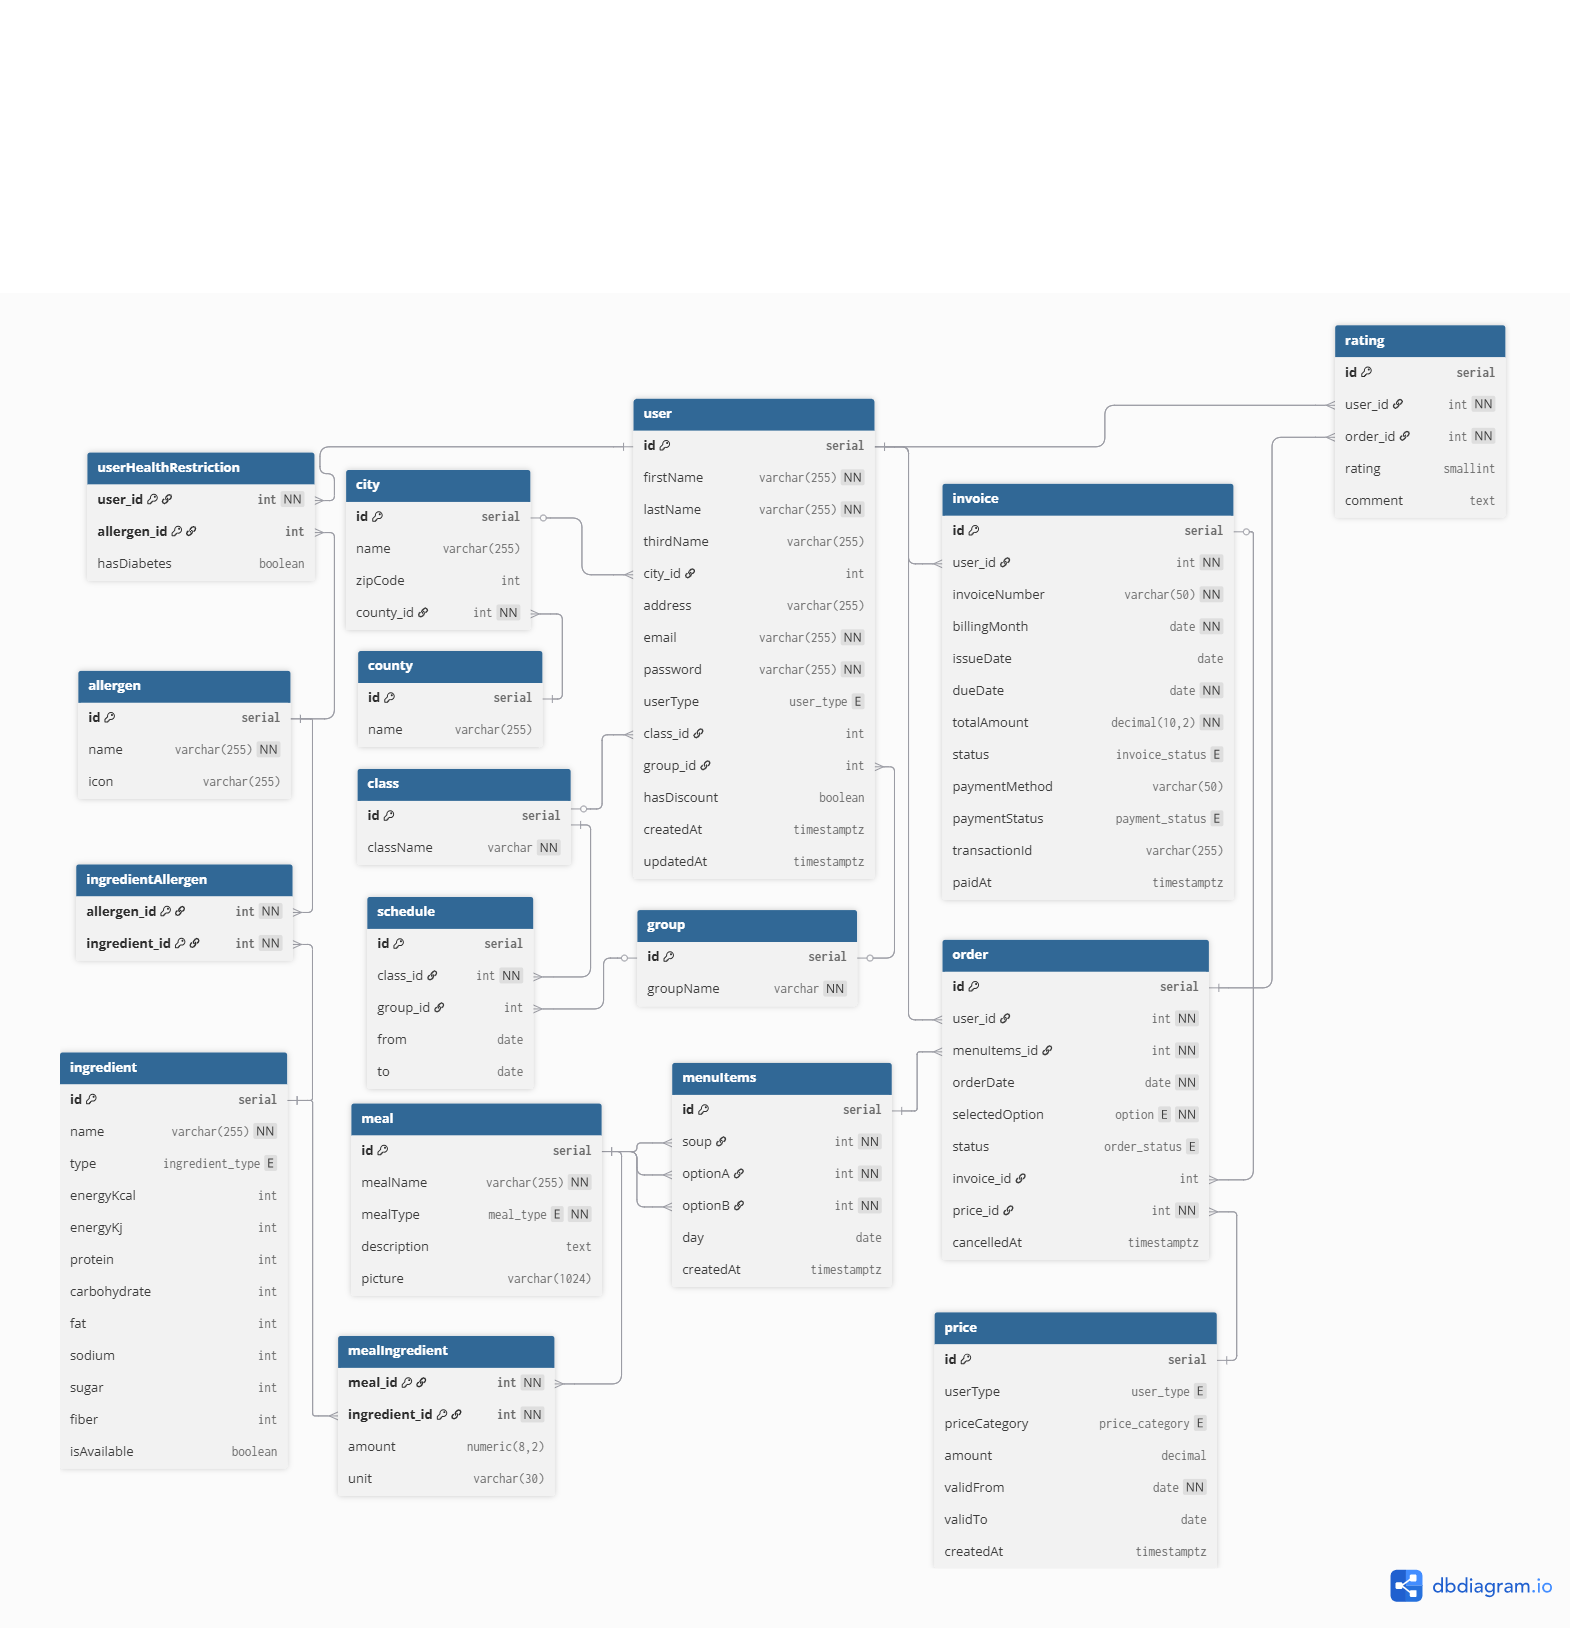 rating
id serial
user_id int NN
order_id int NN
rating smallint
comment text
user
id serial
firstName varchar(255) NN
lastName varchar(255) NN
thirdName varchar(255)
city_id int
address varchar(255)
email varchar(255) NN
password varchar(255) NN
userType user_type E
class_id int
group_id int
hasDiscount boolean
createdAt timestamptz
updatedAt timestamptz
userHealthRestriction
user_id int NN
allergen_id int
hasDiabetes boolean
city
id serial
name varchar(255)
zipCode int
county_id int NN
invoice
id serial
user_id int NN
invoiceNumber varchar(50) NN
billingMonth date NN
issueDate date
dueDate date NN
totalAmount decimal(10,2) NN
status invoice_status E
paymentMethod varchar(50)
paymentStatus payment_status E
transactionId varchar(255)
paidAt timestamptz
county
id serial
name varchar(255)
allergen
id serial
name varchar(255) NN
icon varchar(255)
class
id serial
className varchar NN
ingredientAllergen
allergen_id int NN
ingredient_id int NN
schedule
id serial
class_id int NN
group_id int
from date
to date
group
id serial
groupName varchar NN
order
id serial
user_id int NN
menuItems_id int NN
orderDate date NN
selectedOption option E NN
status order_status E
invoice_id int
price_id int NN
cancelledAt timestamptz
ingredient
id serial
name varchar(255) NN
type ingredient_type E
energyKcal int
energyKj int
protein int
carbohydrate int
fat int
sodium int
sugar int
fiber int
isAvailable boolean
meal
id serial
mealName varchar(255) NN
mealType meal_type E NN
description text
picture varchar(1024)
menuItems
id serial
soup int NN
optionA int NN
optionB int NN
day date
createdAt timestamptz
mealIngredient
meal_id int NN
ingredient_id int NN
amount numeric(8,2)
unit varchar(30)
price
id serial
userType user_type E
priceCategory price_category E
amount decimal
validFrom date NN
validTo date
createdAt timestamptz
dbdiagram.io